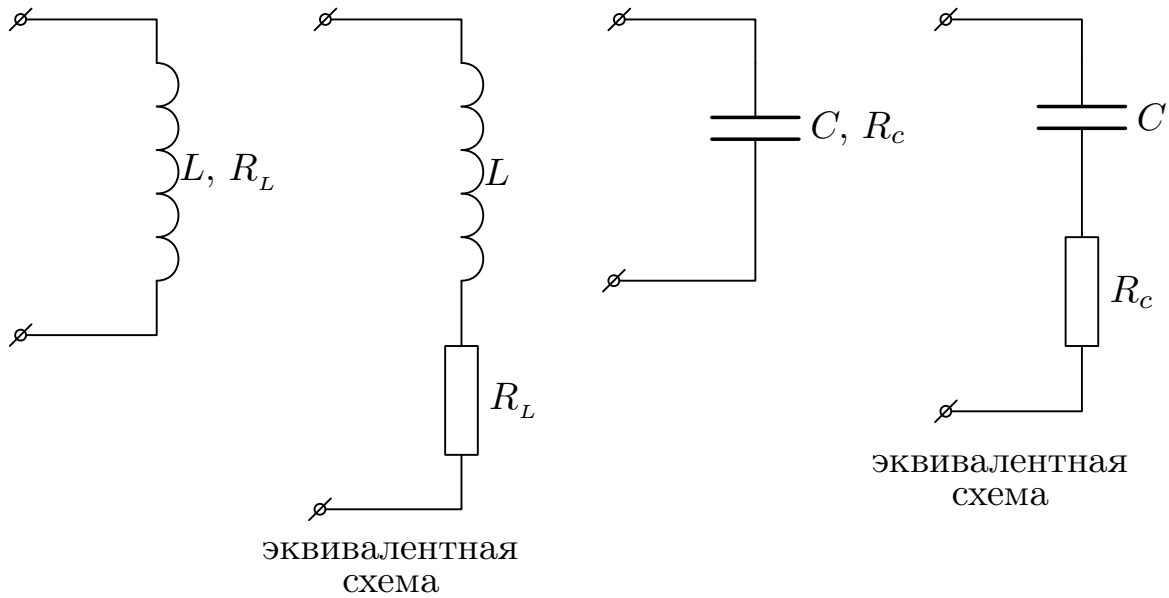 L, R_L
L
R_L
эквивалентная
схема
C, R_c
C
R_c
эквивалентная
схема